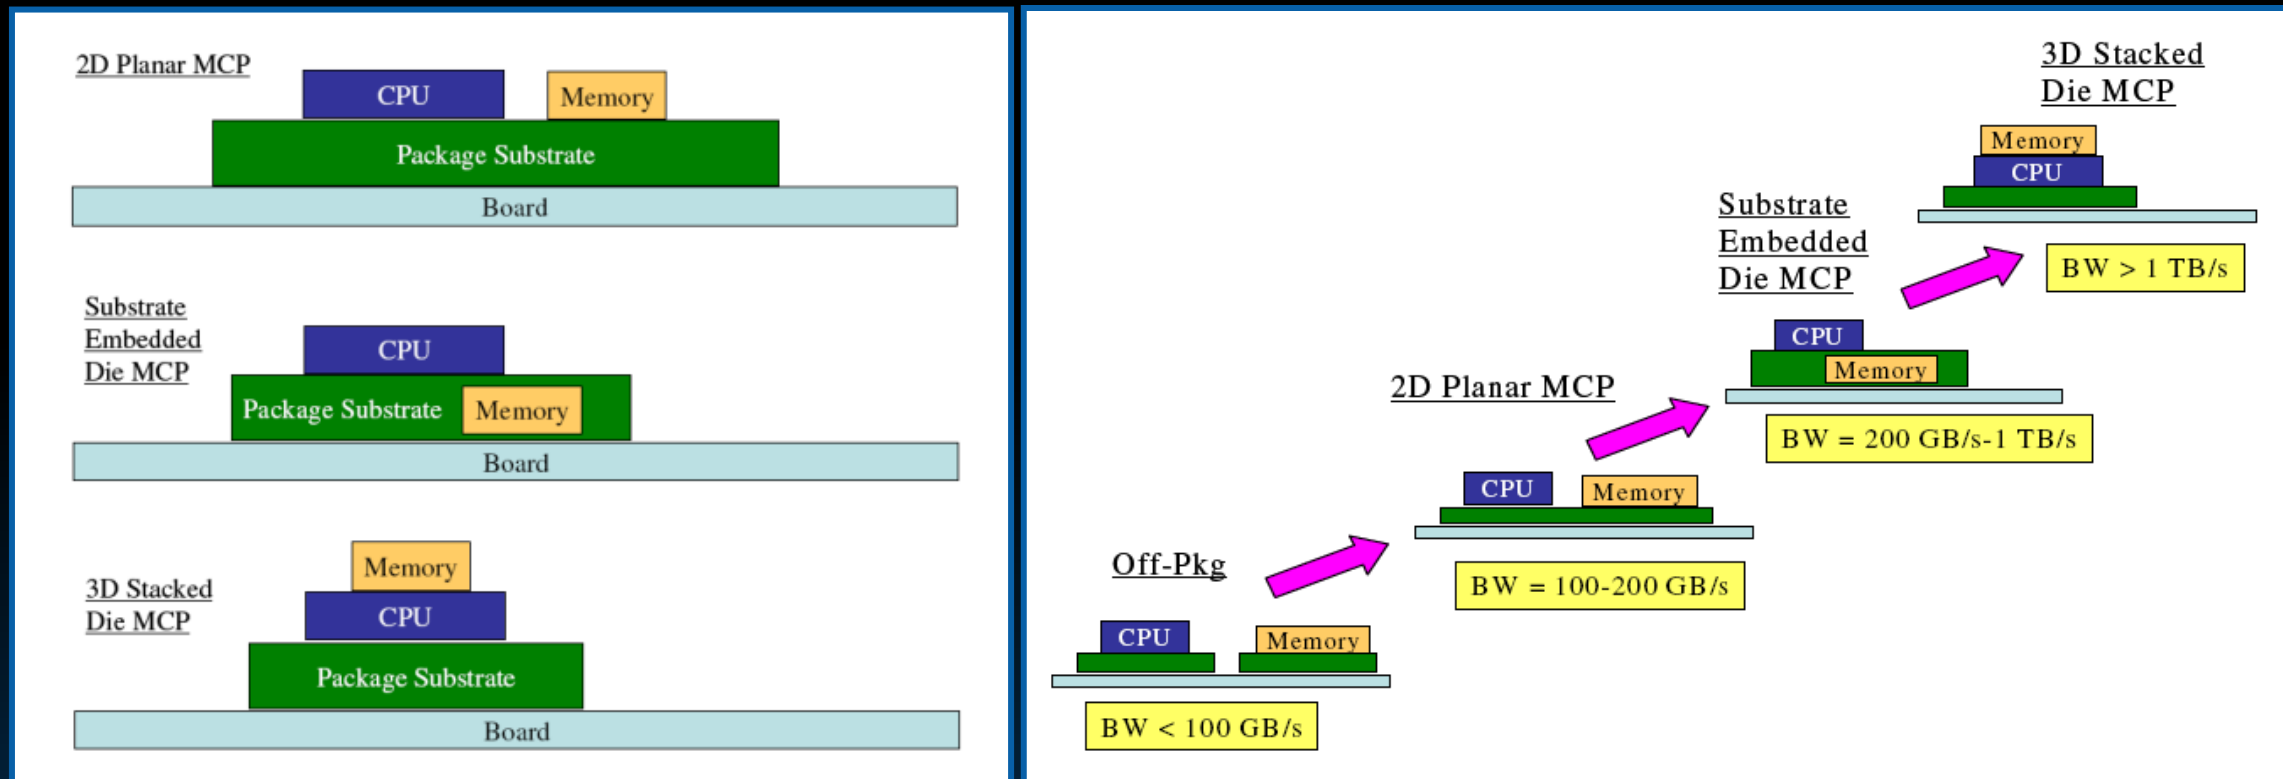 2D Planar MCP
CPU
Memory
Package Substrate
Board
Substrate
Embedded
Die MCP
CPU
Package Substrate
Memory
Board
3D Stacked
Die MCP
Memory
CPU
Package Substrate
Board
3D Stacked
Die MCP
Memory
CPU
BW > 1 TB/s
Substrate
Embedded
Die MCP
CPU
Memory
BW = 200 GB/s-1 TB/s
2D Planar MCP
CPU
Memory
BW = 100-200 GB/s
Off-Pkg
CPU
Memory
BW < 100 GB/s